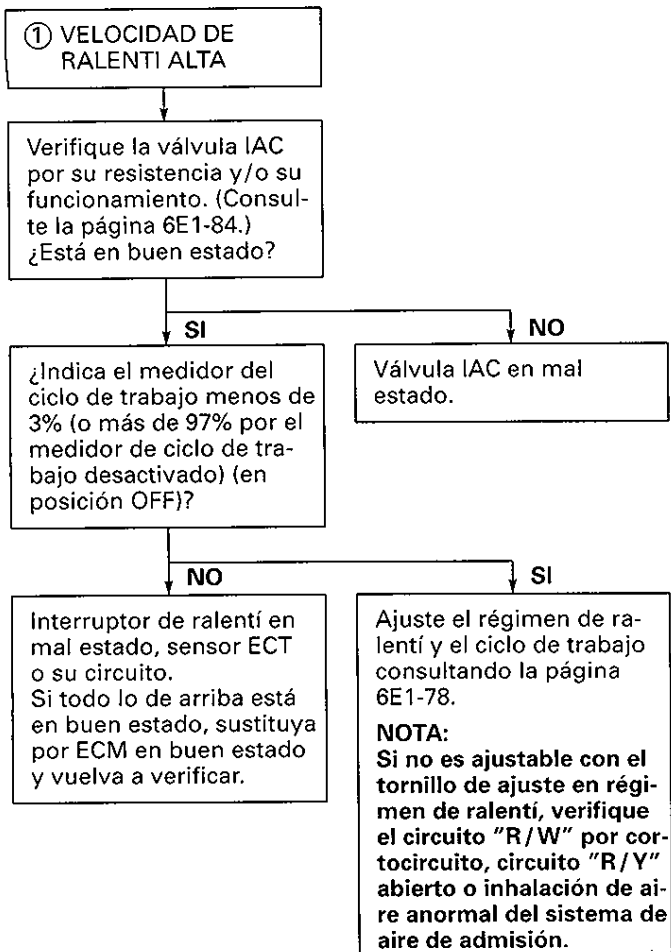 ① VELOCIDAD DE
RALENTI ALTA
Verifique la válvula IAC
por su resistencia y/o su
funcionamiento. (Consul-
te la página 6E1-84.)
¿Está en buen estado?
SI
NO
¿Indica el medidor del
ciclo de trabajo menos de
3% (o más de 97% por el
medidor de ciclo de tra-
bajo desactivado) (en
posición OFF)?
Válvula IAC en mal
estado.
NO
SI
Interruptor de ralentí en
mal estado, sensor ECT
o su circuito.
Si todo lo de arriba está
en buen estado, sustituya
por ECM en buen estado
y vuelva a verificar.
Ajuste el régimen de ra-
lentí y el ciclo de trabajo
consultando la página
6E1-78.
NOTA:
Si no es ajustable con el
tornillo de ajuste en régi-
men de ralentí, verifique
el circuito "R/W" por cor-
tocircuito, circuito "R/Y"
abierto o inhalación de ai-
re anormal del sistema de
aire de admisión.